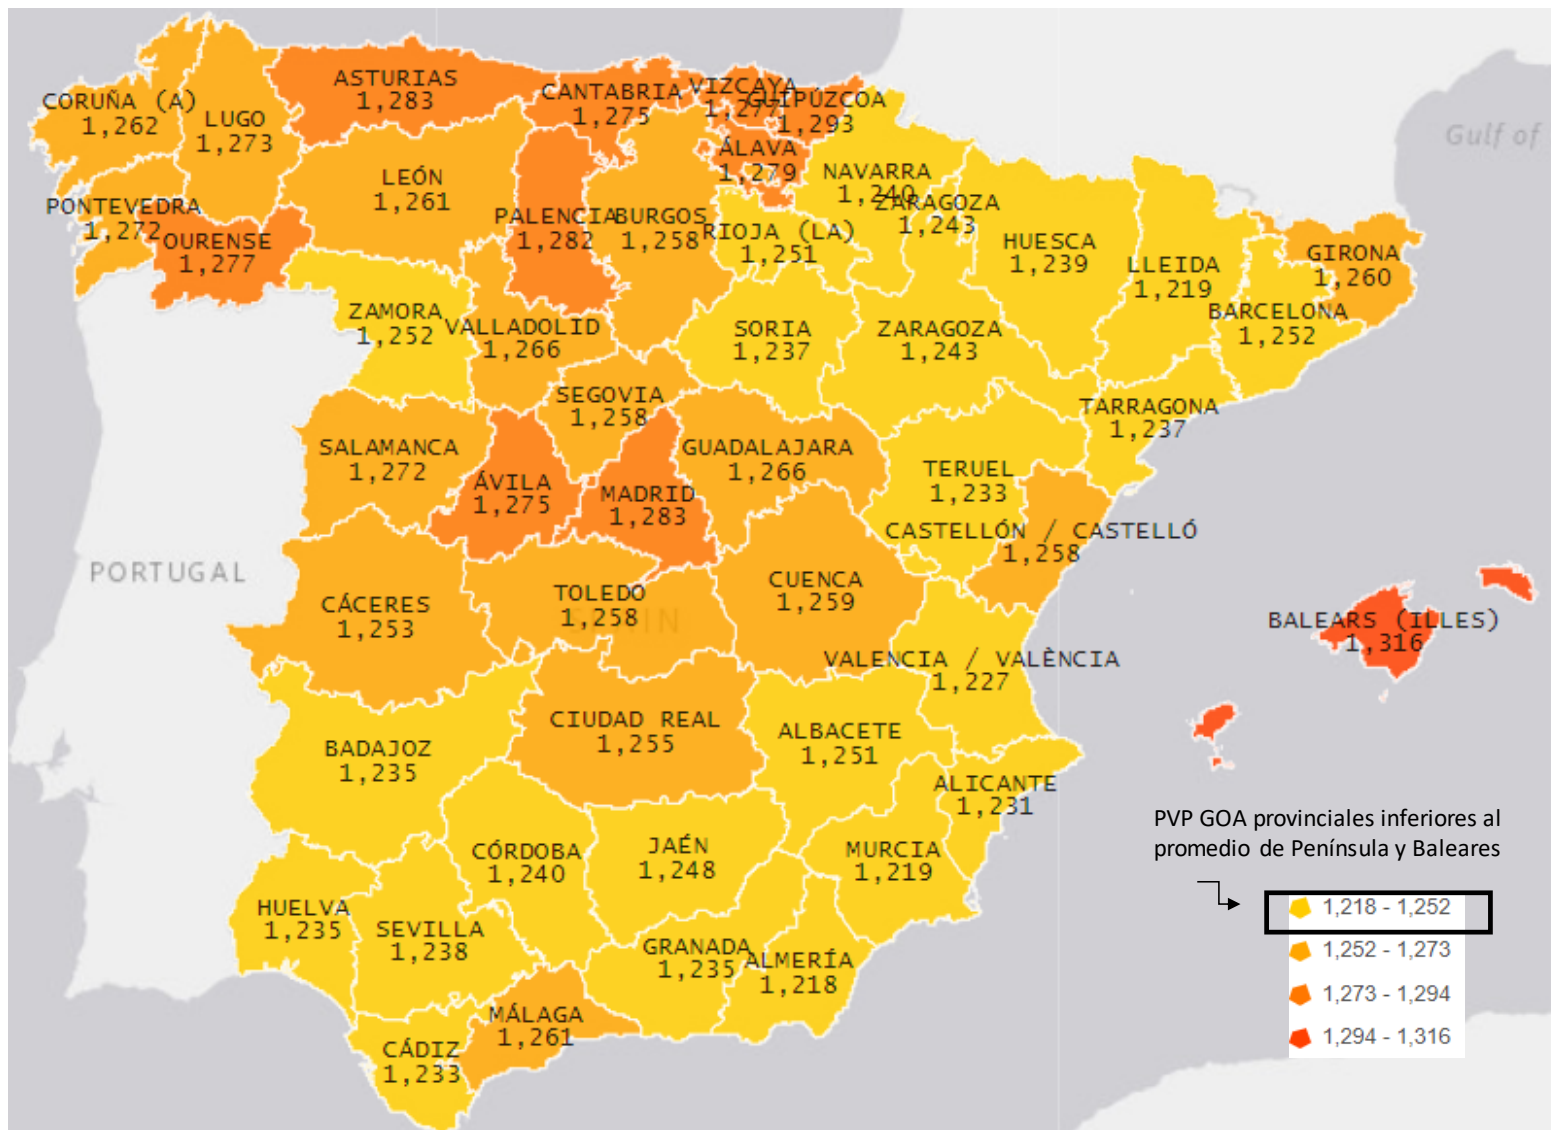 Gulf of
ASTURIAS
1,283
CANTABRIA
1,275
VIZCAYA
1,277
GUIPÚZCOA
1,293
CORUÑA (A)
1,262
LUGO
1,273
ÁLAVA
1,279
LEÓN
1,261
NAVARRA
1,240
PONTEVEDRA
1,272
OURENSE
1,277
PALENCIA
1,282
BURGOS
1,258
RIOJA (LA)
1,251
ZARAGOZA
1,243
HUESCA
1,239
LLEIDA
1,219
GIRONA
1,260
BARCELONA
1,252
ZAMORA
1,252
VALLADOLID
1,266
SORIA
1,237
ZARAGOZA
1,243
SEGOVIA
1,258
TARRAGONA
1,237
SALAMANCA
1,272
ÁVILA
1,275
MADRID
1,283
GUADALAJARA
1,266
TERUEL
1,233
CASTELLÓN / CASTELLÓ
1,258
PORTUGAL
CÁCERES
1,253
TOLEDO
1,258
CUENCA
1,259
BALEARS (ILLES)
1,316
VALENCIA / VALÈNCIA
1,227
BADAJOZ
1,235
CIUDAD REAL
1,255
ALBACETE
1,251
ALICANTE
1,231
CÓRDOBA
1,240
JAÉN
1,248
MURCIA
1,219
HUELVA
1,235
SEVILLA
1,238
GRANADA
1,235
ALMERÍA
1,218
MÁLAGA
1,261
CÁDIZ
1,233
PVP GOA provinciales inferiores al
promedio de Península y Baleares
1,218 - 1,252
1,252 - 1,273
1,273 - 1,294
1,294 - 1,316